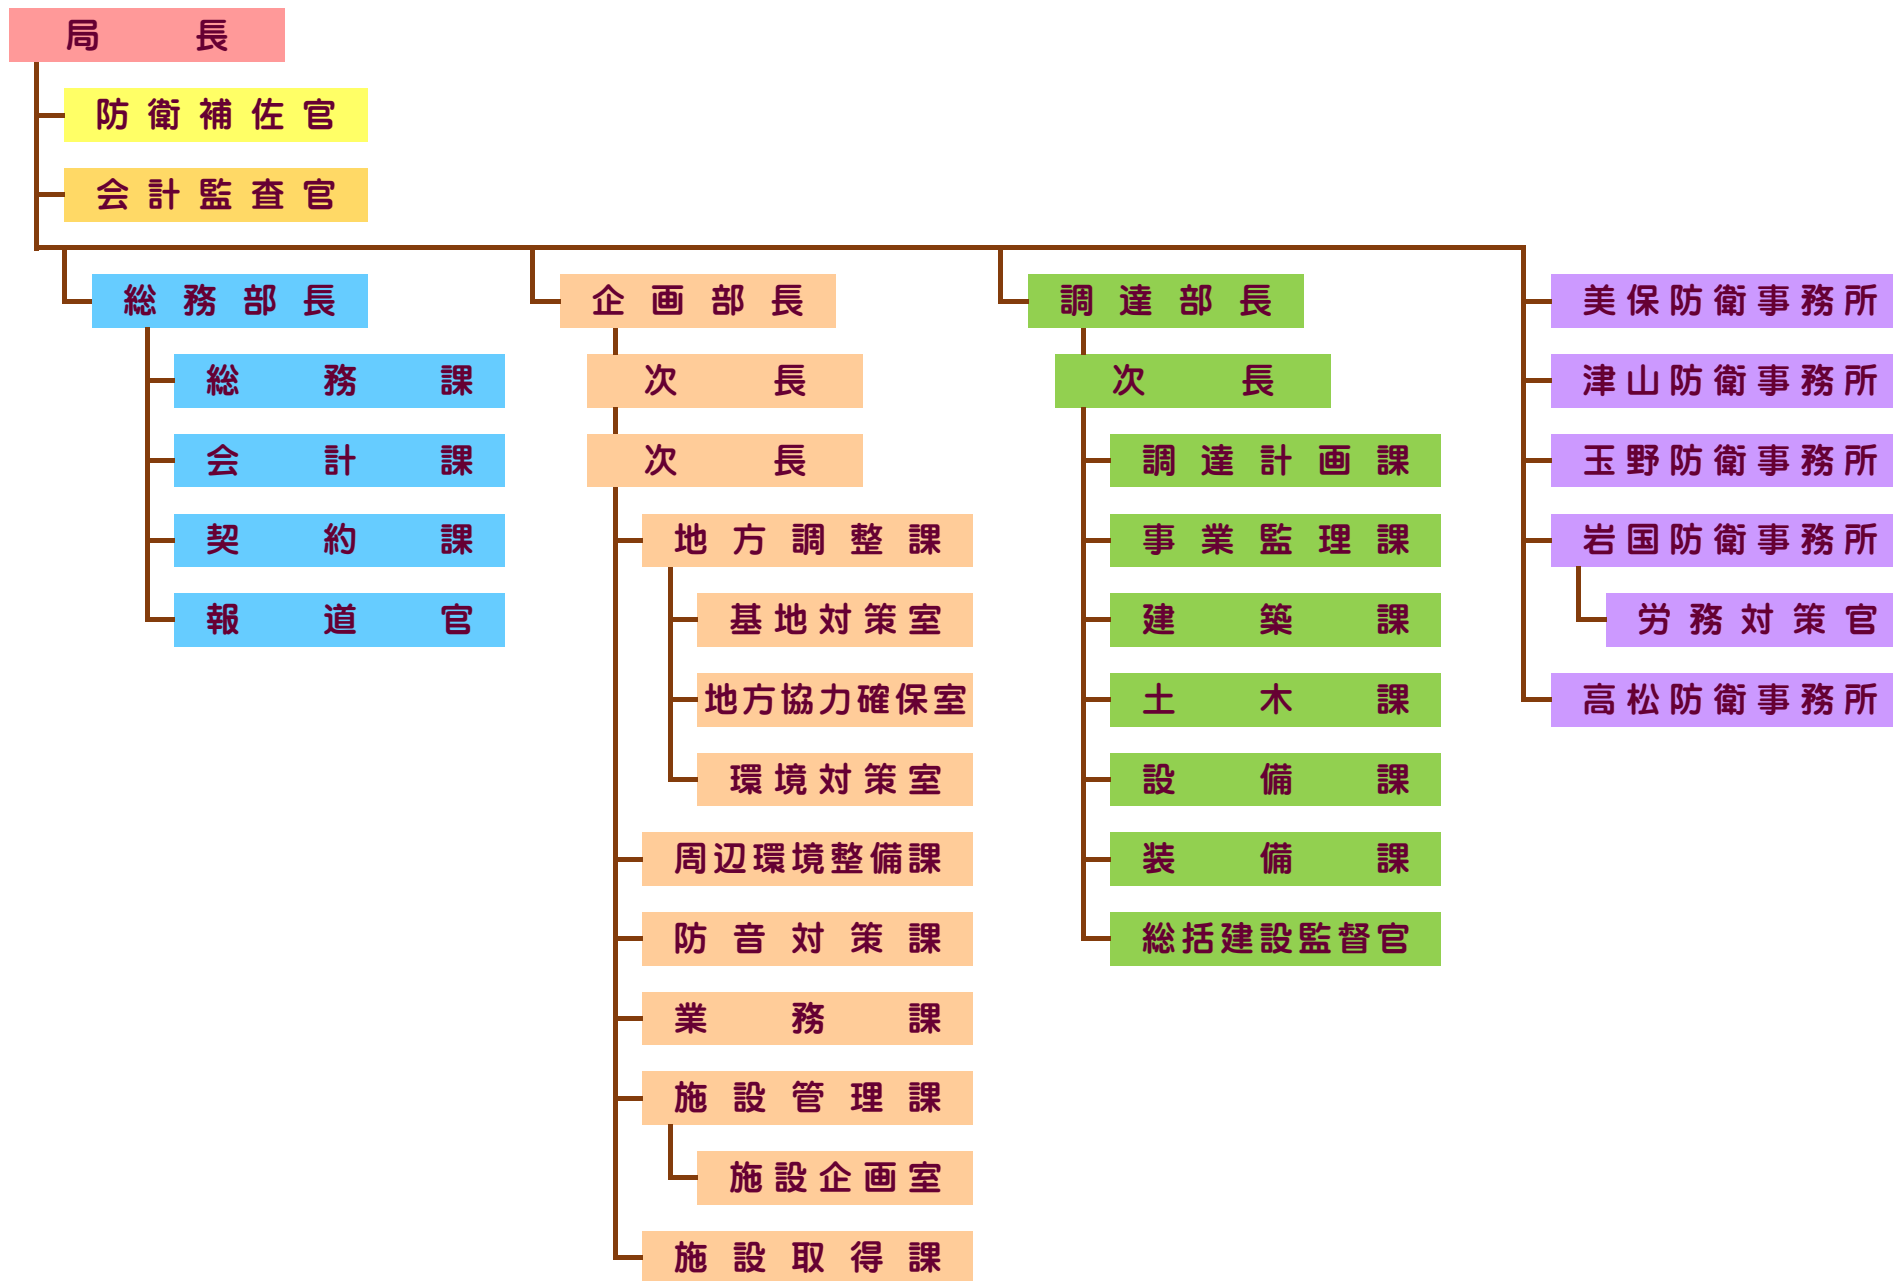 局長
防衛補佐官
会計監査官
総務部長
総務課
会計課
契約課
報道官
企画部長
次長
次長
地方調整課
基地対策室
地方協力確保室
環境対策室
周辺環境整備課
防音対策課
業務課
施設管理課
施設企画室
施設取得課
調達部長
次長
調達計画課
事業監理課
建築課
土木課
設備課
装備課
総括建設監督官
美保防衛事務所
津山防衛事務所
玉野防衛事務所
岩国防衛事務所
労務対策官
高松防衛事務所